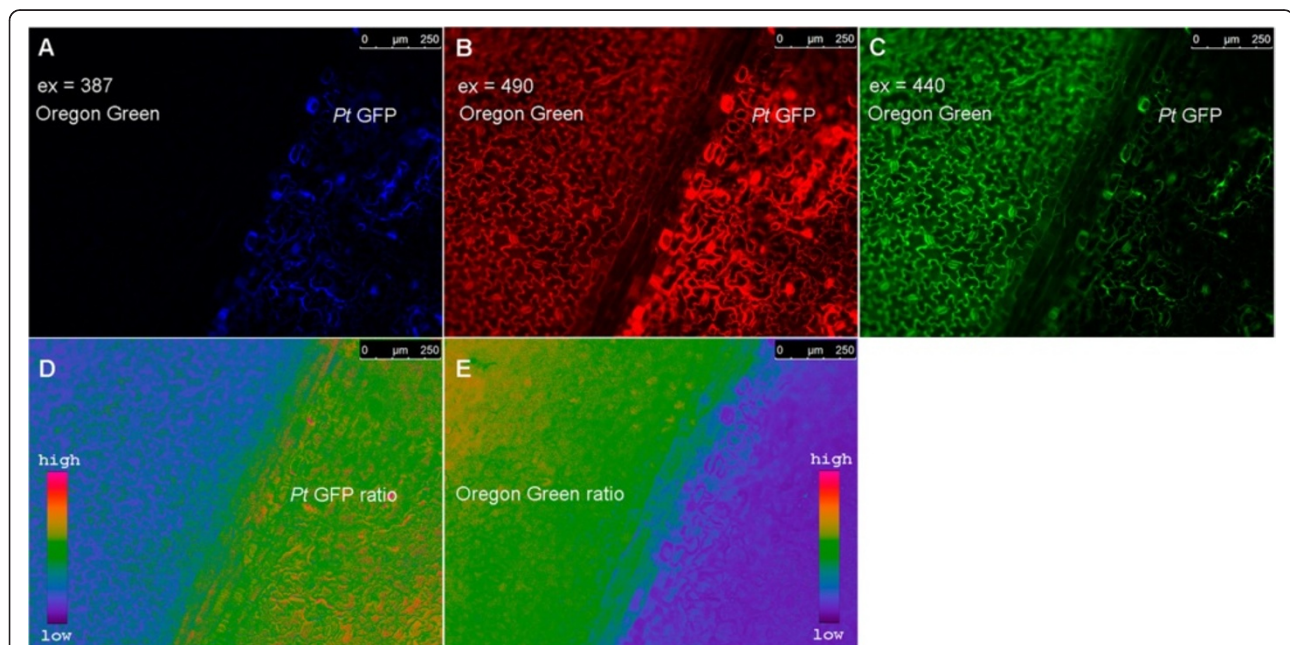 A
0 µm 250
ex = 387
Oregon Green
Pt GFP
B
0 µm 250
ex = 490
Oregon Green
Pt GFP
C
0 µm 250
ex = 440
Oregon Green
Pt GFP
D
0 µm 250
high
Pt GFP ratio
low
E
0 µm 250
Oregon Green ratio
high
low